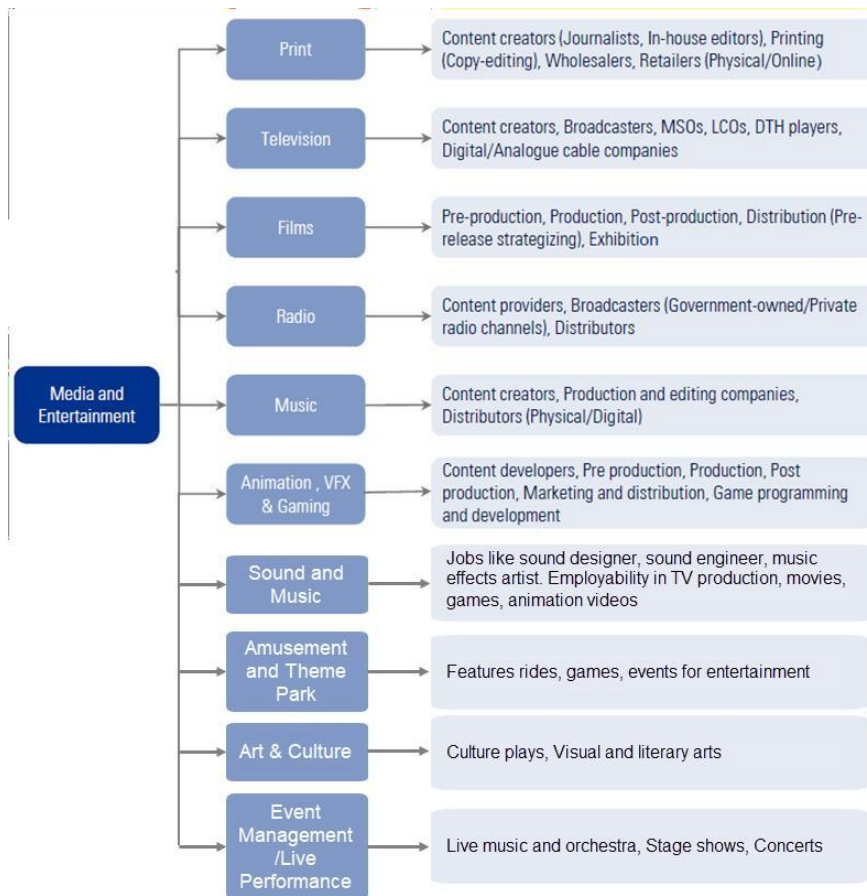 Print
Content creators (Journalists, In-house editors), Printing
(Copy-editing), Wholesalers, Retailers (Physical/Online)
Television
Content creators, Broadcasters, MSOs, LCOs, DTH players,
Digital/Analogue cable companies
Films
Pre-production, Production, Post-production, Distribution (Pre-
release strategizing), Exhibition
Radio
Content providers, Broadcasters (Government-owned/Private
radio channels), Distributors
Media and
Entertainment
Music
Content creators, Production and editing companies,
Distributors (Physical/Digital)
Animation , VFX
& Gaming
Content developers, Pre production, Production, Post
production, Marketing and distribution, Game programming
and development
Sound and
Music
Jobs like sound designer, sound engineer, music
effects artist. Employability in TV production, movies,
games, animation videos
Amusement
and Theme
Park
Features rides, games, events for entertainment
Art & Culture
Culture plays, Visual and literary arts
Event
Management
/Live
Performance
Live music and orchestra, Stage shows, Concerts